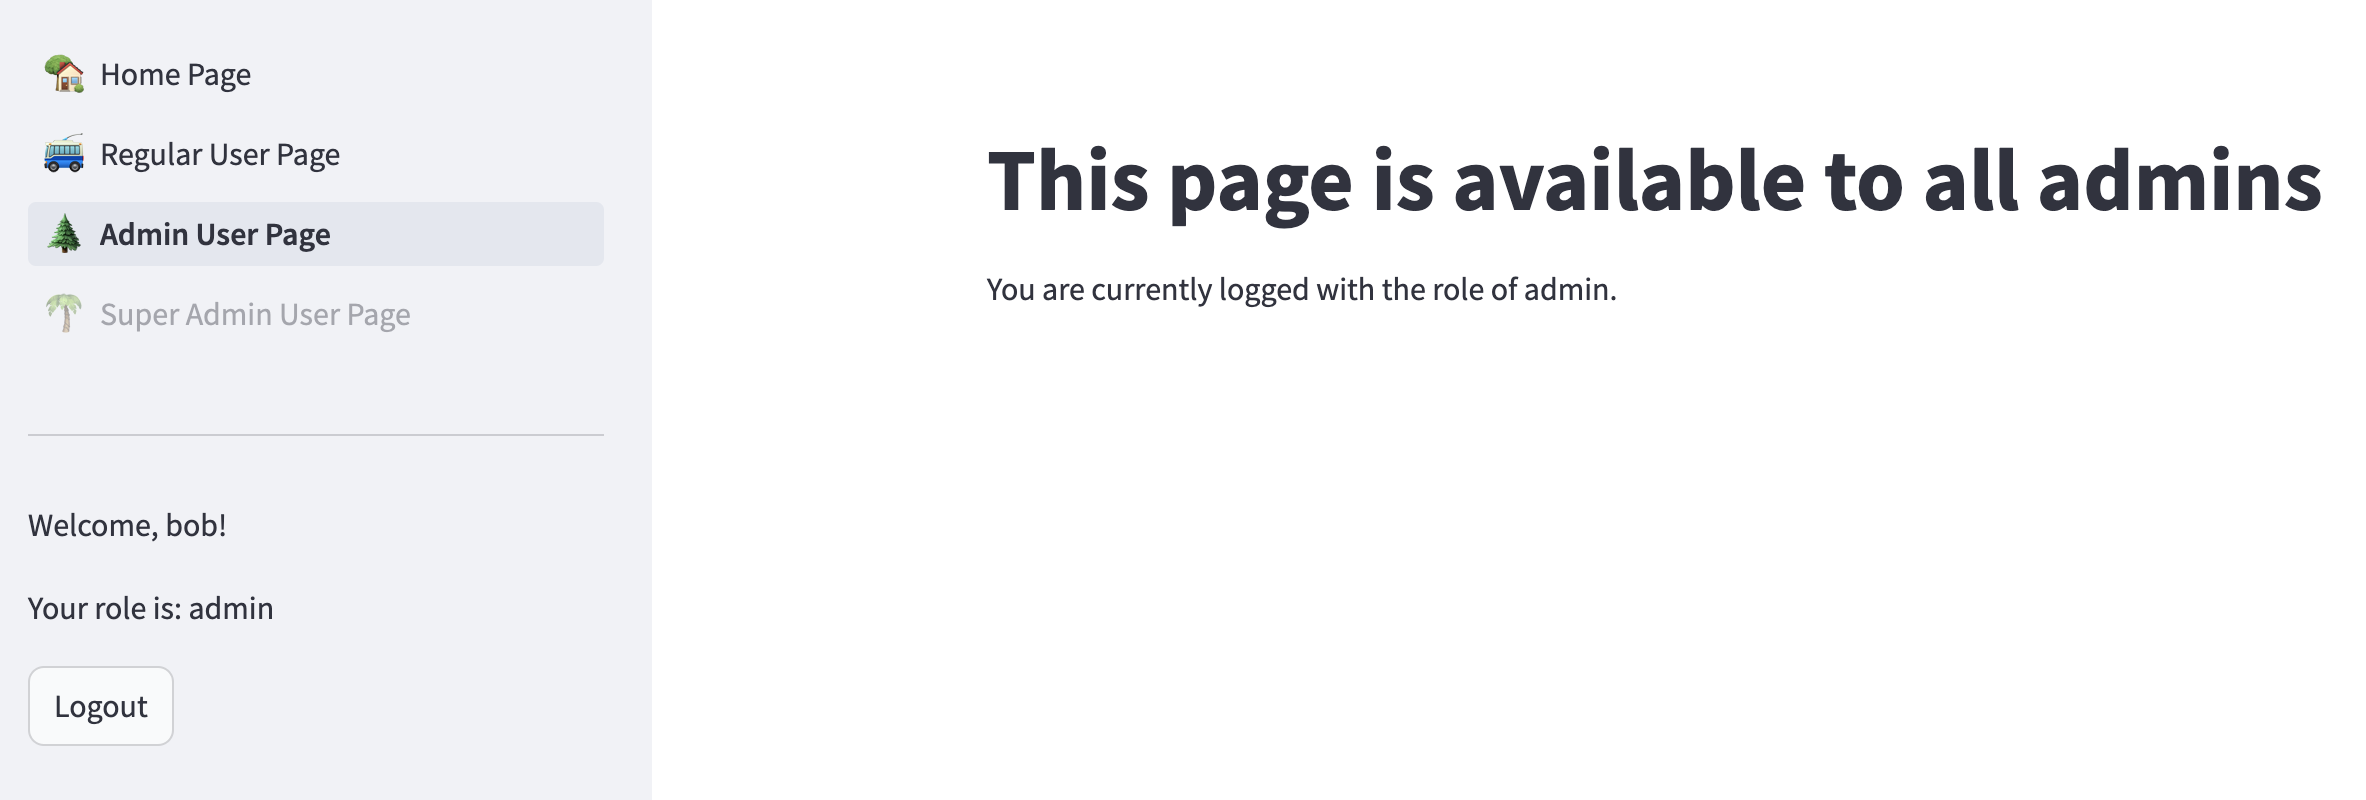 Home Page
Regular User Page
Admin User Page
Super Admin User Page
Welcome, bob!
Your role is: admin
Logout
This page is available to all admins
You are currently logged with the role of admin.